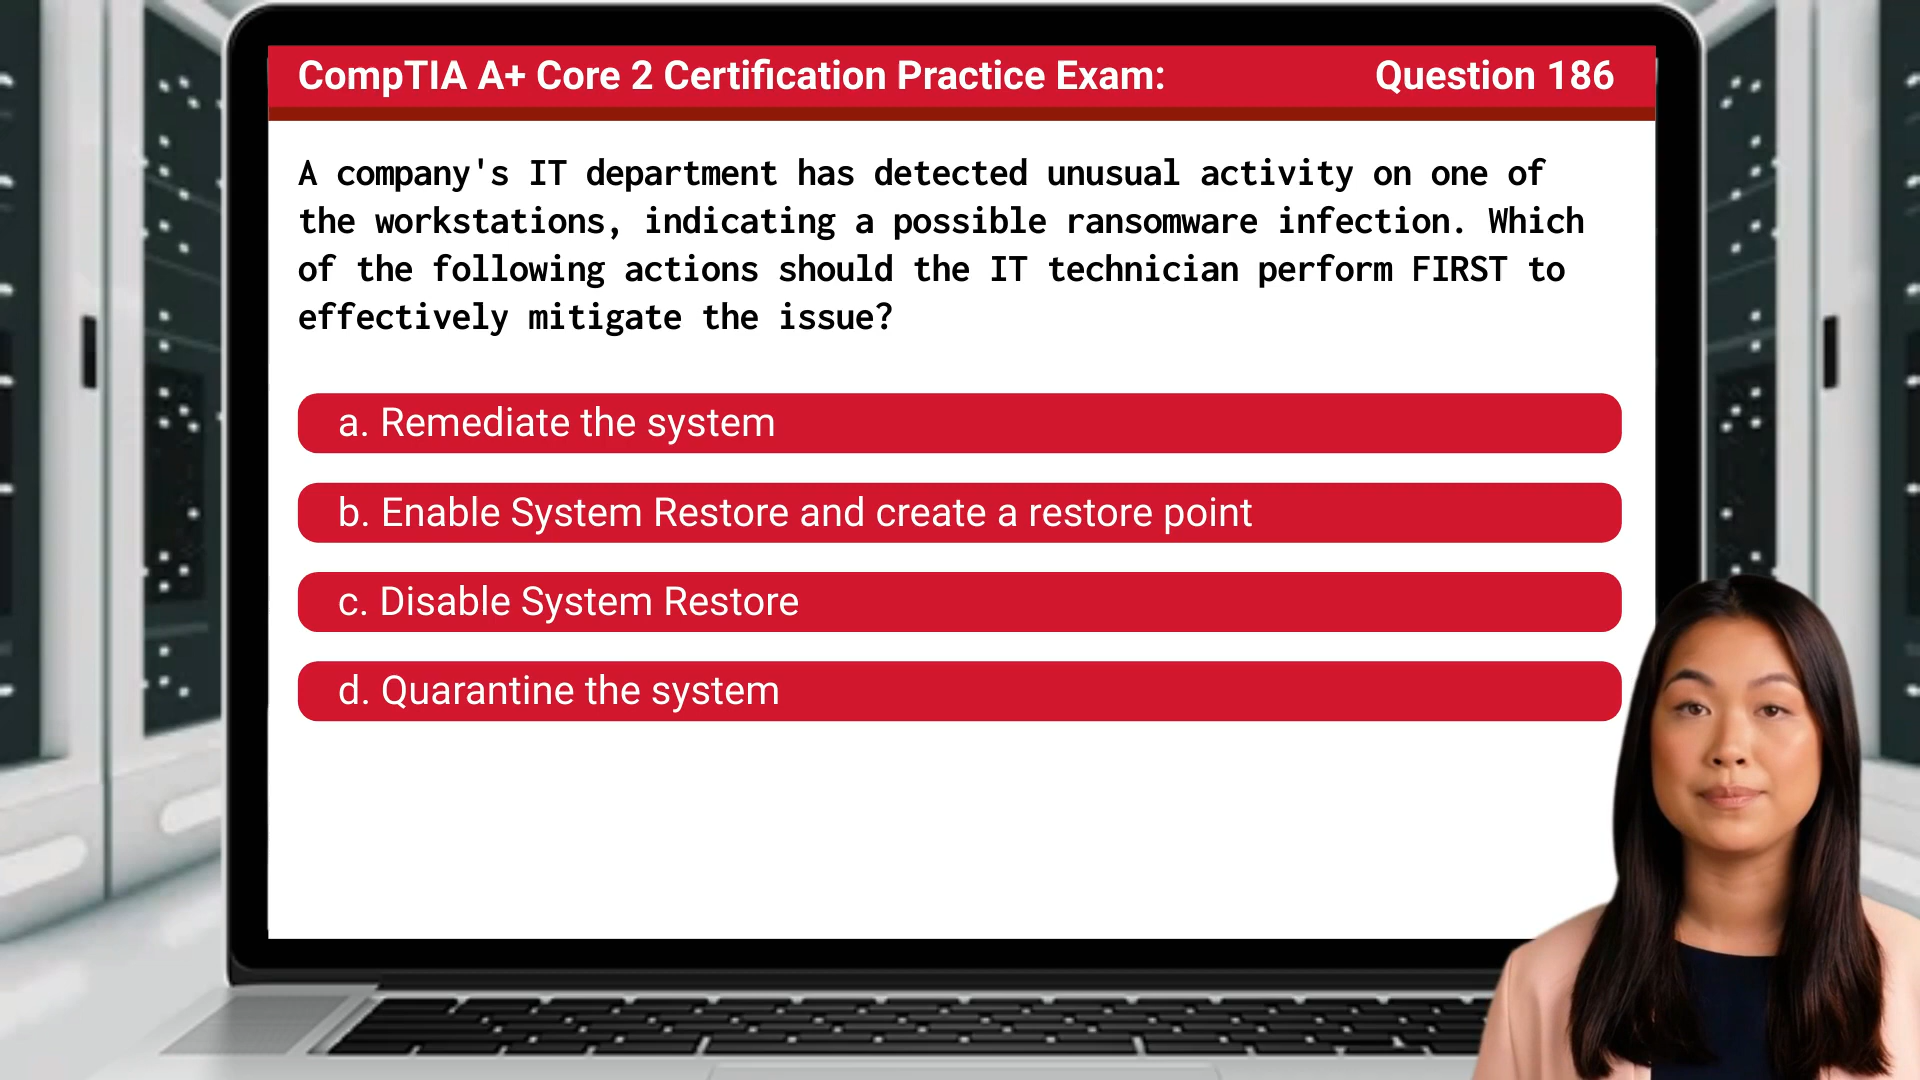 CompTIA A+ Core 2 Certification Practice Exam: Question 186
A company's IT department has detected unusual activity on one of
the workstations, indicating a possible ransomware infection. Which
of the following actions should the IT technician perform FIRST to
effectively mitigate the issue?
a. Remediate the system
b. Enable System Restore and create a restore point
c. Disable System Restore
d. Quarantine the system